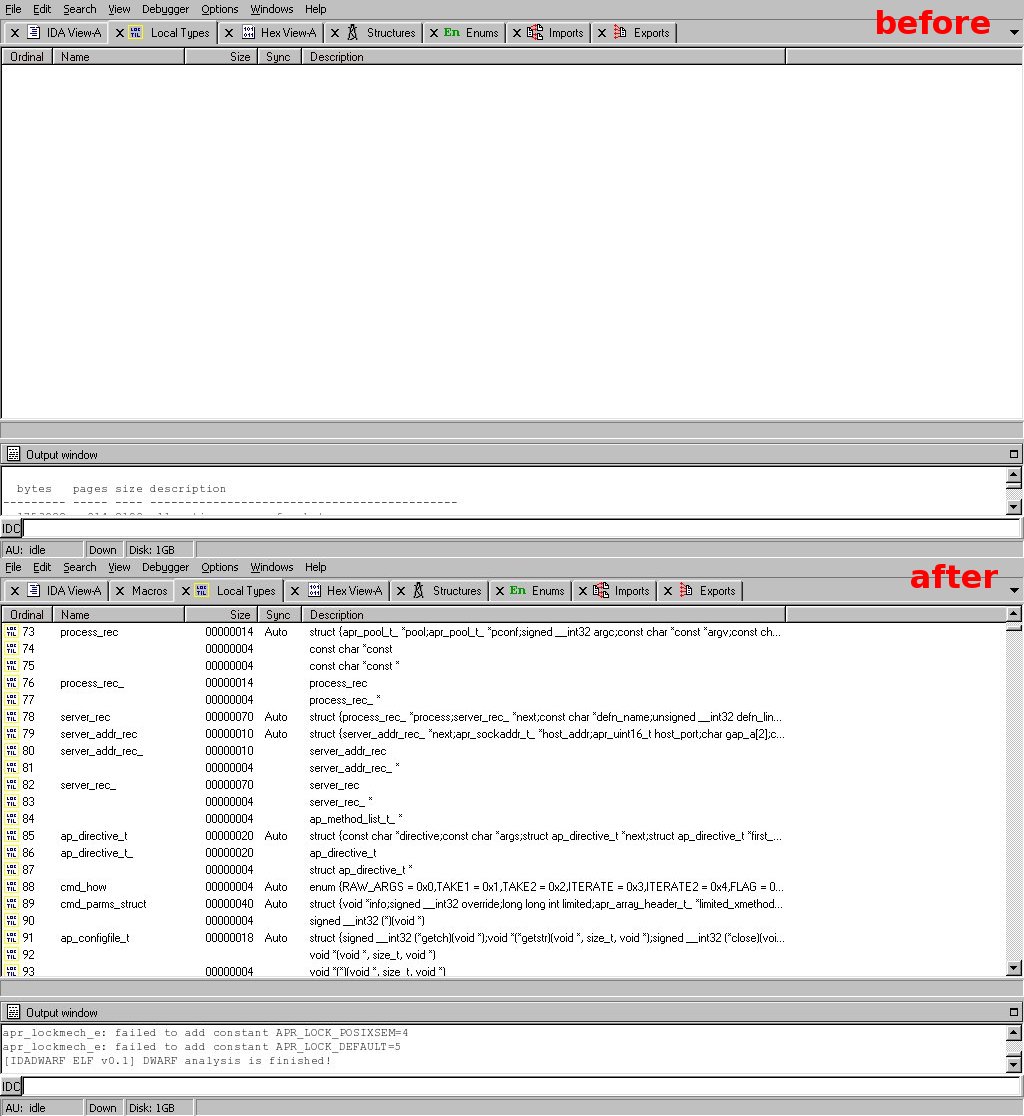 File Edit Search View Debugger Options Windows Help
before
IDA View-A Local Types Hex View-A Structures En Enums Imports Exports
Ordinal Name Size Sync Description
Output window
bytes pages size description
--------- ----- ---- --------------------------------------------
IDC
AU: idle Down Disk: 1GB
File Edit Search View Debugger Options Windows Help
after
IDA View-A Macros Local Types Hex View-A Structures En Enums Imports Exports
Ordinal Name Size Sync Description
73 process_rec 00000014 Auto struct {apr_pool_t_ *pool;apr_pool_t_ *pconf;signed __int32 argc;const char *const *argv;const ch...
74 00000004 const char *const
75 00000004 const char *const *
76 process_rec_ 00000014 process_rec
77 00000004 process_rec_ *
78 server_rec 00000070 Auto struct {process_rec_ *process;server_rec_ *next;const char *defn_name;unsigned __int32 defn_lin...
79 server_addr_rec 00000010 Auto struct {server_addr_rec_ *next;apr_sockaddr_t_ *host_addr;apr_uint16_t host_port;char gap_a[2];c...
80 server_addr_rec_ 00000010 server_addr_rec
81 00000004 server_addr_rec_ *
82 server_rec_ 00000070 server_rec
83 00000004 server_rec_ *
84 00000004 ap_method_list_t_ *
85 ap_directive_t 00000020 Auto struct {const char *directive;const char *args;struct ap_directive_t *next;struct ap_directive_t *first_...
86 ap_directive_t_ 00000020 ap_directive_t
87 00000004 struct ap_directive_t *
88 cmd_how 00000004 Auto enum {RAW_ARGS = 0x0,TAKE1 = 0x1,TAKE2 = 0x2,ITERATE = 0x3,ITERATE2 = 0x4,FLAG = 0...
89 cmd_parms_struct 00000040 Auto struct {void *info;signed __int32 override;long long int limited;apr_array_header_t_ *limited_xmethod...
90 00000004 signed __int32 (*)(void *)
91 ap_configfile_t 00000018 Auto struct {signed __int32 (*getch)(void *);void *(*getstr)(void *, size_t, void *);signed __int32 (*close)(voi...
92 void *(void *, size_t, void *)
93 00000004 void *(*)(void *, size_t, void *)
Output window
apr_lockmech_e: failed to add constant APR_LOCK_POSIXSEM=4
apr_lockmech_e: failed to add constant APR_LOCK_DEFAULT=5
[IDADWARF ELF v0.1] DWARF analysis is finished!
IDC
AU: idle Down Disk: 1GB